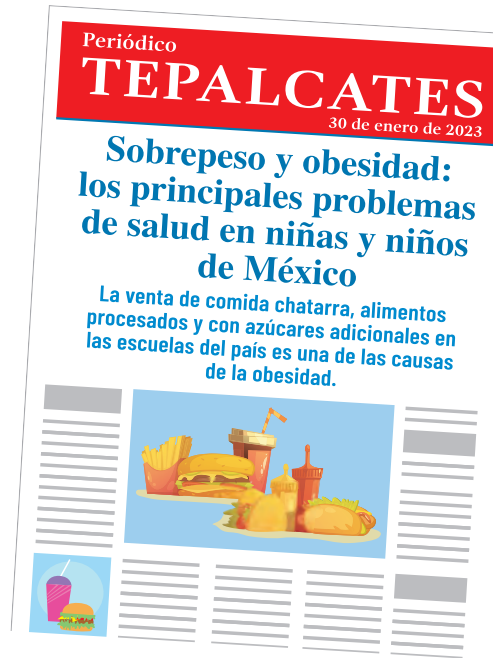 Periódico
TEPALCATES
30 de enero de 2023
Sobrepeso y obesidad:
los principales problemas
de salud en niñas y niños
de México
La venta de comida chatarra, alimentos
procesados y con azúcares adicionales en
las escuelas del país es una de las causas
de la obesidad.